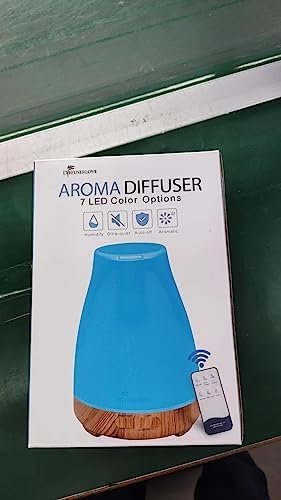 DIFFUSERLOVE
AROMA DIFFUSER
7 LED Color Options
Humidify Ultra-quiet Auto-off Aromatic